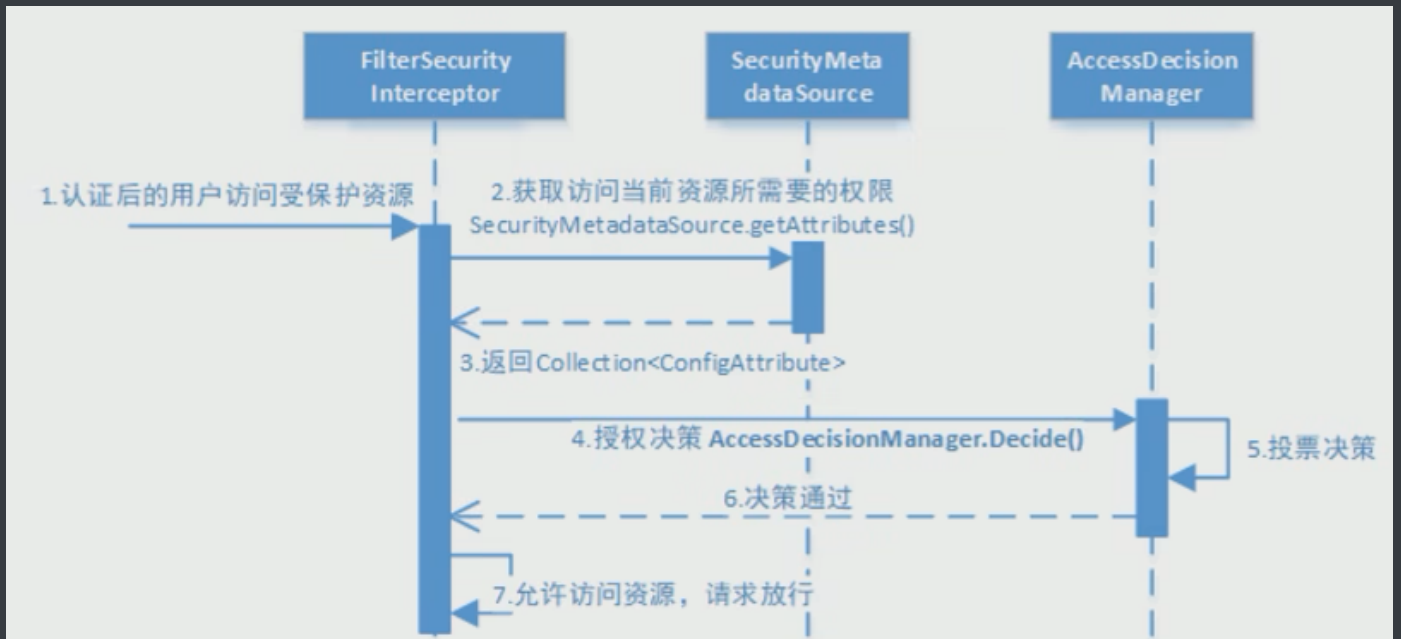 FilterSecurity
Interceptor
SecurityMeta
dataSource
AccessDecision
Manager
1.认证后的用户访问受保护资源
2.获取访问当前资源所需要的权限
SecurityMetadataSource.getAttributes()
3.返回Collection<ConfigAttribute>
4.授权决策 AccessDecisionManager.Decide()
5.投票决策
6.决策通过
7.允许访问资源，请求放行